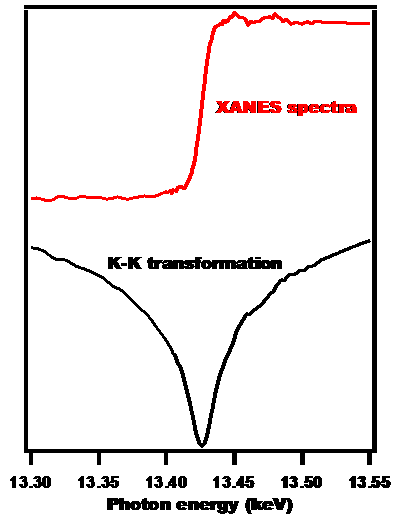 XANES spectra
K-K transformation
13.30 13.35 13.40 13.45 13.50 13.55
Photon energy (keV)